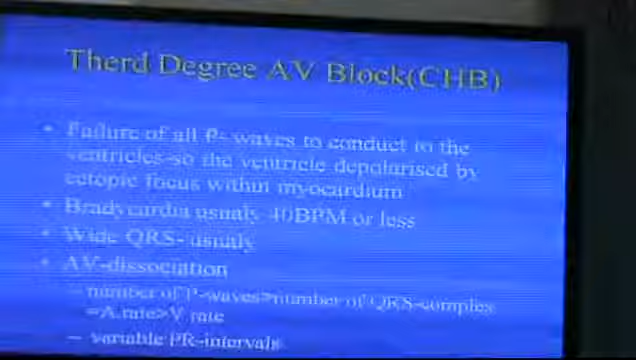 Therd Degree AV Block(CHB)
• Failure of all P- waves to conduct to the
ventricles-so the ventricle depolarised by
ectopic focus within myocardium
• Bradycardia usualy 40BPM or less
• Wide QRS- usualy
• AV-dissociation
number of P-waves>number of QRS-complex
=A.rate>V.rate
– variable PR-intervals